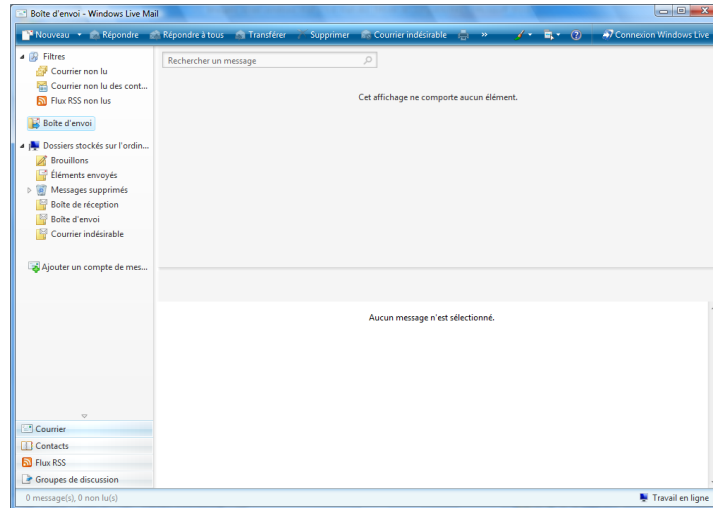 Boîte d'envoi - Windows Live Mail
Nouveau Répondre Répondre à tous Transférer Supprimer Courrier indésirable » Connexion Windows Live
Filtres
Courrier non lu
Courrier non lu des cont...
Flux RSS non lus
Boîte d'envoi
Dossiers stockés sur l'ordin...
Brouillons
Éléments envoyés
Messages supprimés
Boîte de réception
Boîte d'envoi
Courrier indésirable
Ajouter un compte de mes...
Rechercher un message
Cet affichage ne comporte aucun élément.
Aucun message n'est sélectionné.
Courrier
Contacts
Flux RSS
Groupes de discussion
0 message(s), 0 non lu(s)
Travail en ligne